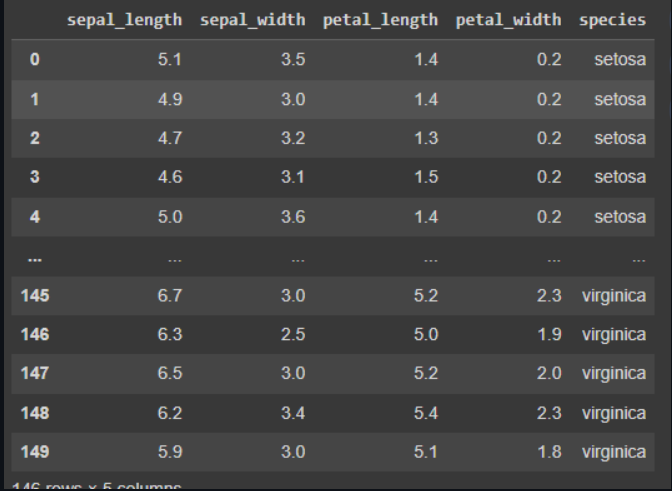 sepal_length sepal_width petal_length petal_width species
0 5.1 3.5 1.4 0.2 setosa
1 4.9 3.0 1.4 0.2 setosa
2 4.7 3.2 1.3 0.2 setosa
3 4.6 3.1 1.5 0.2 setosa
4 5.0 3.6 1.4 0.2 setosa
... ... ... ... ... ...
145 6.7 3.0 5.2 2.3 virginica
146 6.3 2.5 5.0 1.9 virginica
147 6.5 3.0 5.2 2.0 virginica
148 6.2 3.4 5.4 2.3 virginica
149 5.9 3.0 5.1 1.8 virginica
146 rows × 5 columns